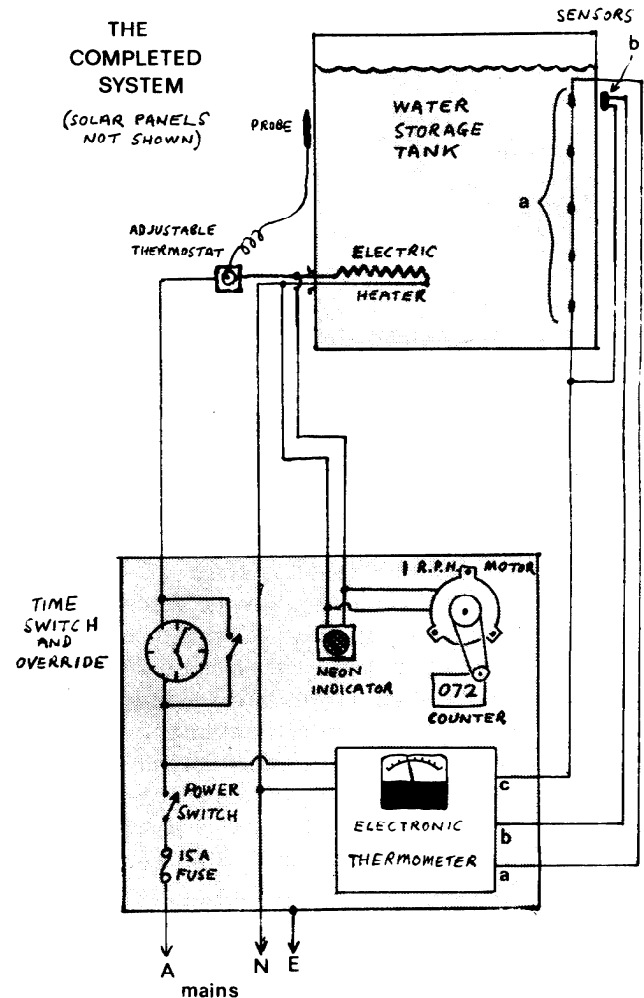 THE
COMPLETED
SYSTEM
(SOLAR PANELS
NOT SHOWN)
SENSORS
b
PROBE
WATER
STORAGE
TANK
a
ADJUSTABLE
THERMOSTAT
ELECTRIC
HEATER
1 R.P.H. MOTOR
TIME
SWITCH
AND
OVERRIDE
NEON
INDICATOR
072
COUNTER
POWER
SWITCH
15A
FUSE
ELECTRONIC
THERMOMETER
c
b
a
A
N
E
mains